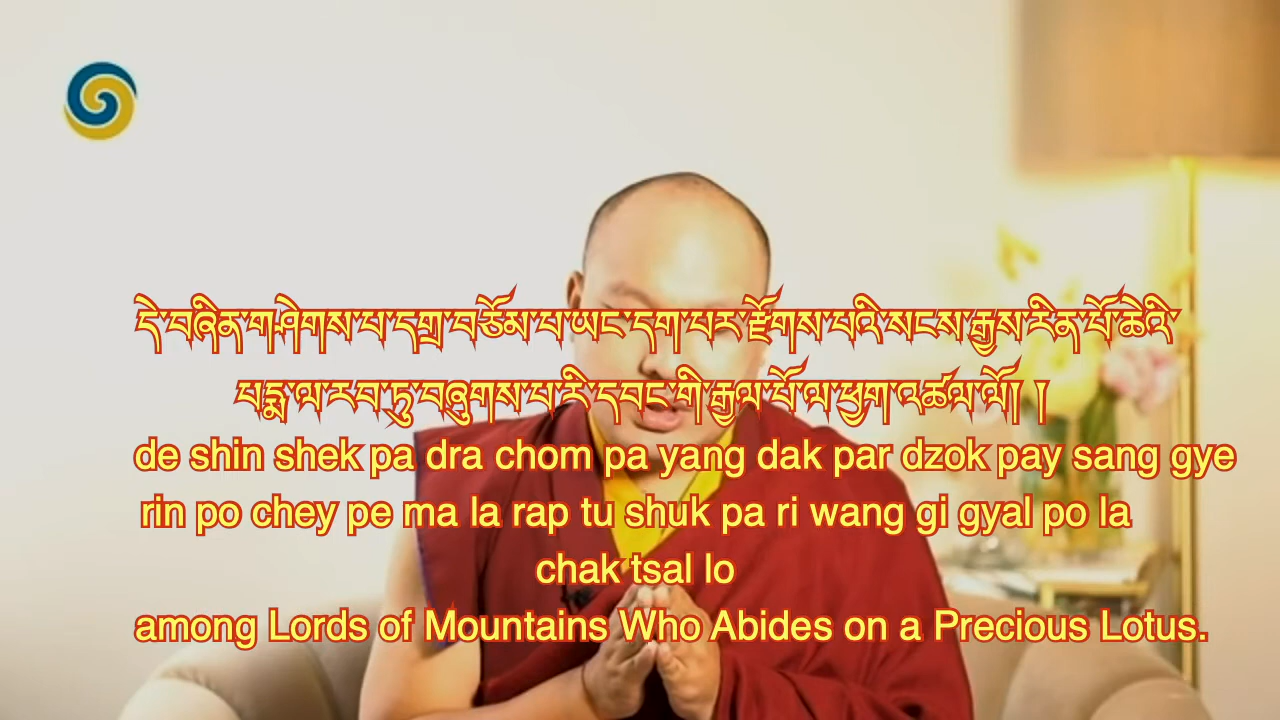 དེ་བཞིན་གཤེགས་པ་དགྲ་བཅོམ་པ་ཡང་དག་པར་རྫོགས་པའི་སངས་རྒྱས་རིན་པོ་ཆེའི་
པདྨ་ལ་རབ་ཏུ་བཞུགས་པ་རི་དབང་གི་རྒྱལ་པོ་ལ་ཕྱག་འཚལ་ལོ། །
de shin shek pa dra chom pa yang dak par dzok pay sang gye
rin po chey pe ma la rap tu shuk pa ri wang gi gyal po la
chak tsal lo
among Lords of Mountains Who Abides on a Precious Lotus.